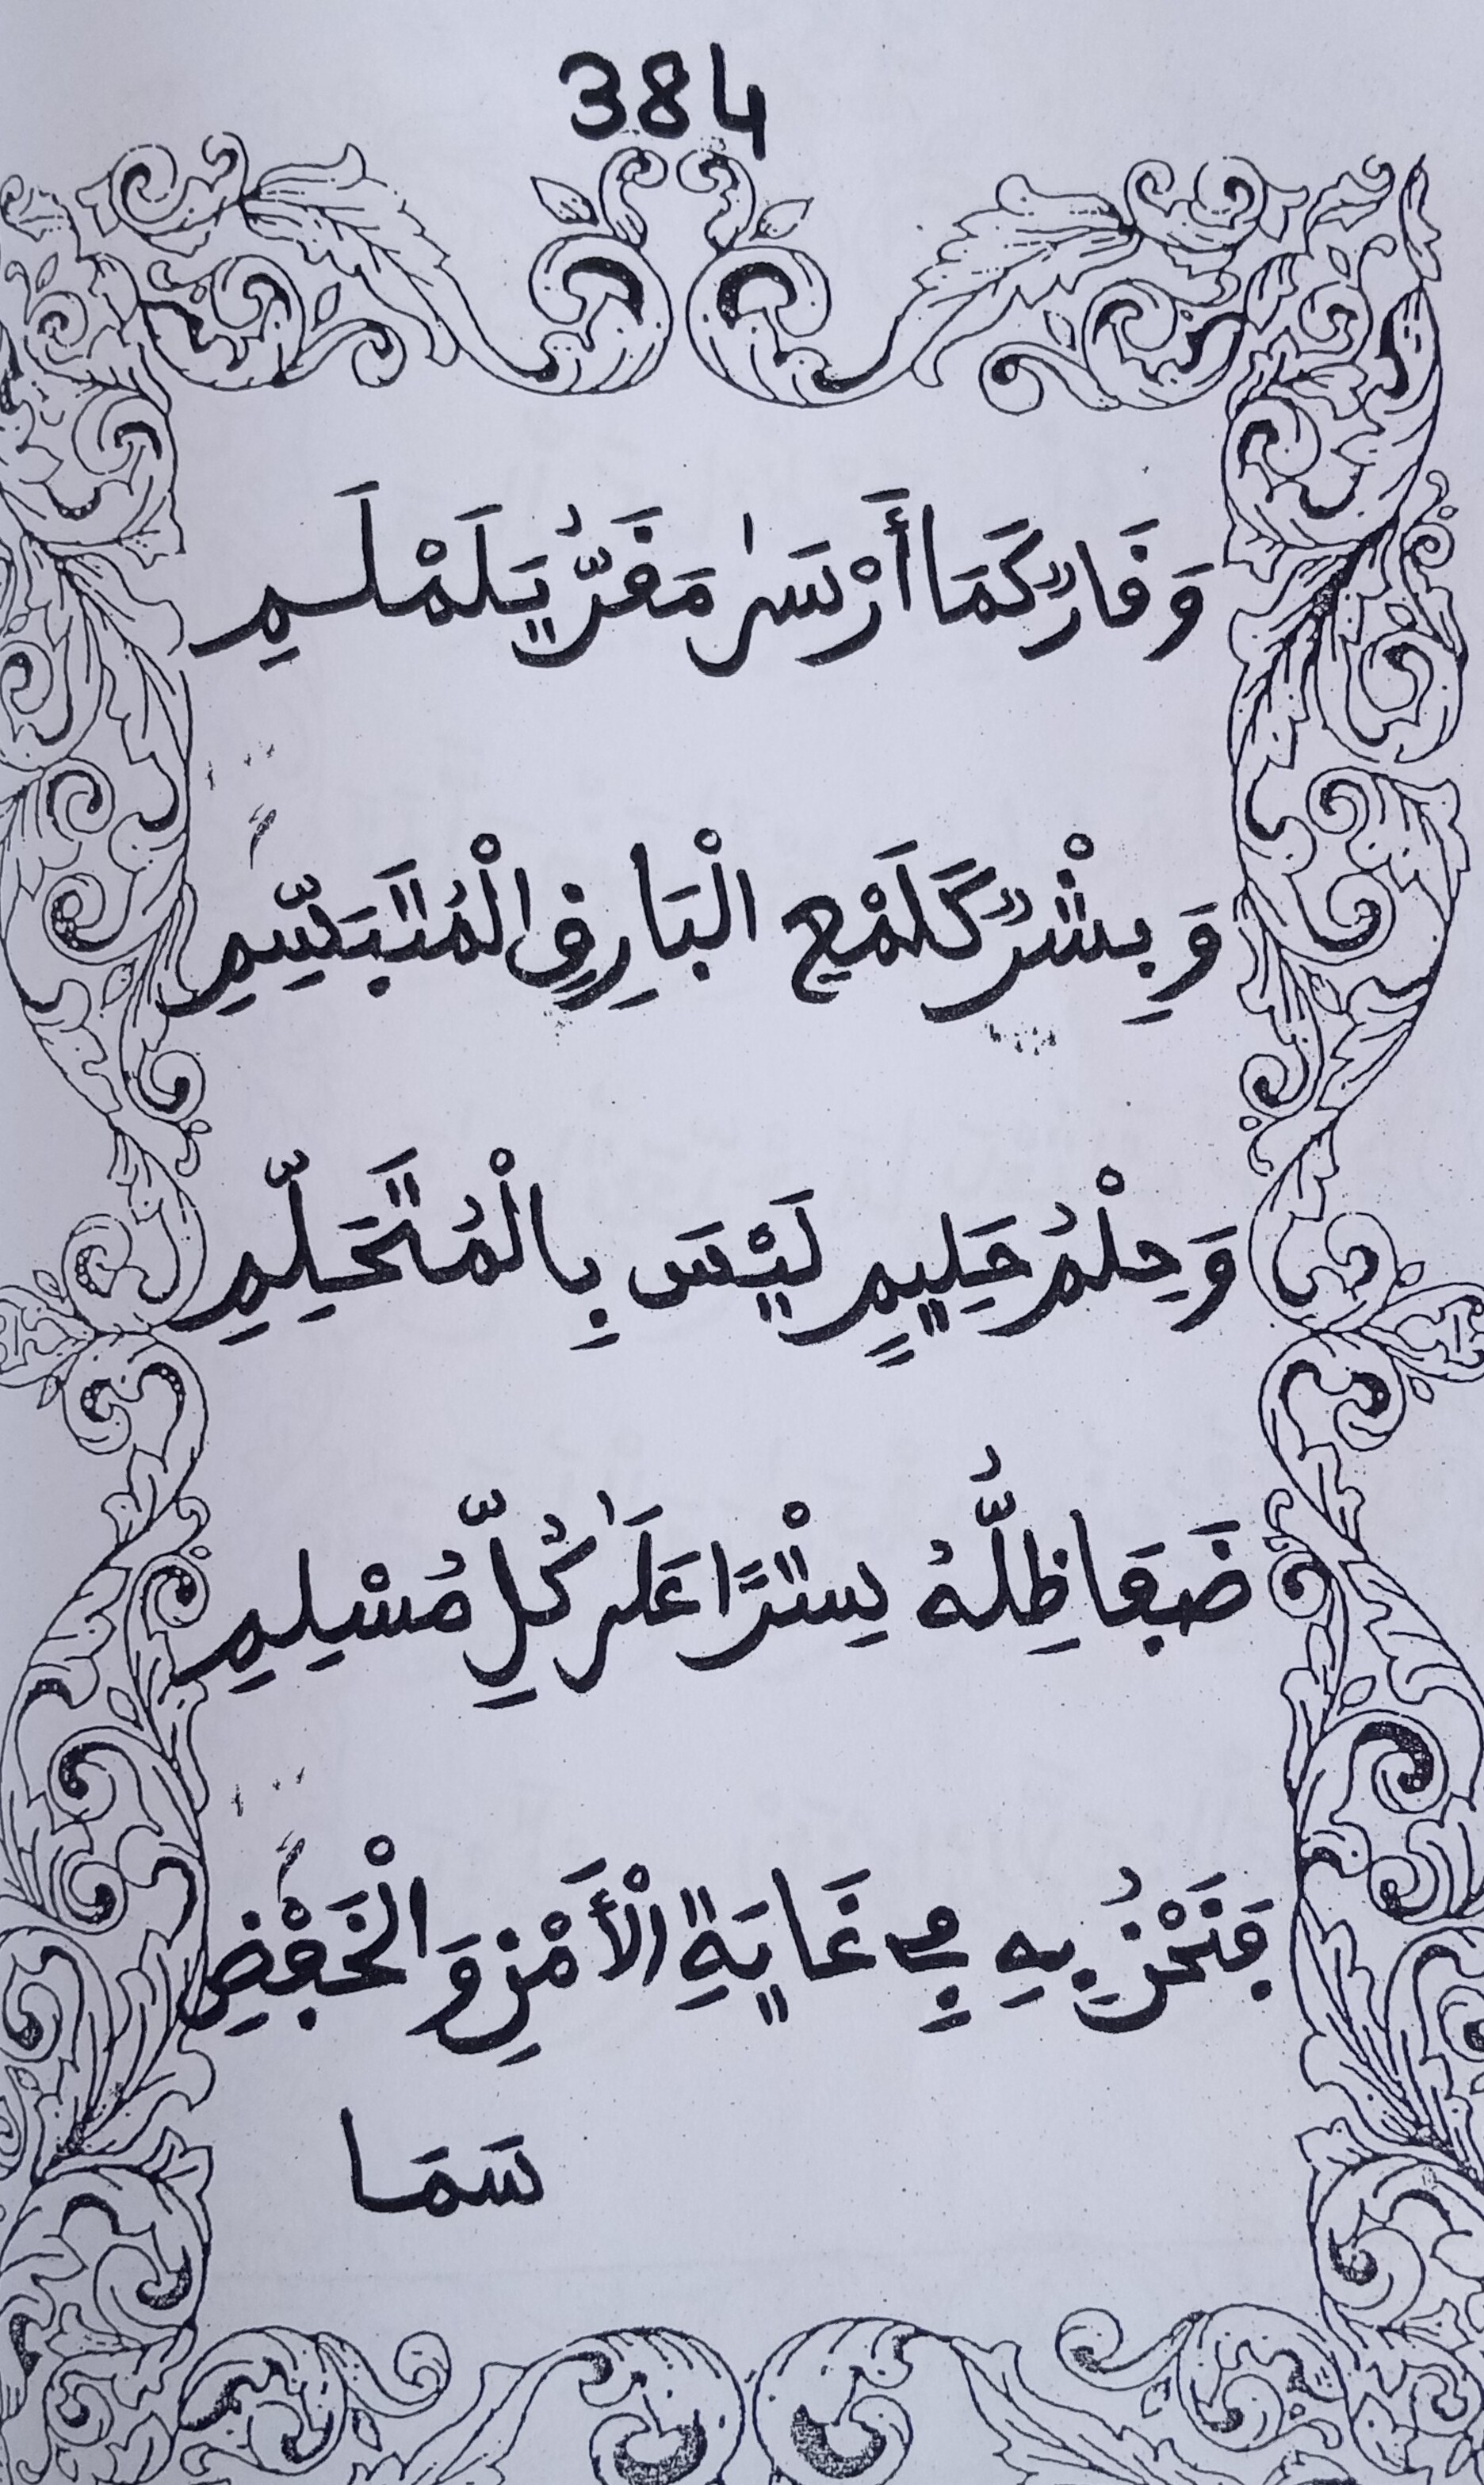 384
وَقَارٌ كَمَا أَرْسَىٰ مَقَرُّ يَلَمْلَمِ
وَبِشْرٌ كَلَمْعِ الْبَارِقِ الْمُتَبَسِّمِ
وَحِلْمُ حَلِيمٍ لَيْسَ بِالْمُتَحَلِّمِ
ضَفَا ظِلُّهُ سِتْرًا عَلَىٰ كُلِّ مُسْلِمِ
فَنَحْنُ بِهِ فِي غَايَةِ الْأَمْنِ وَالْخَفْضِ
سَمَا